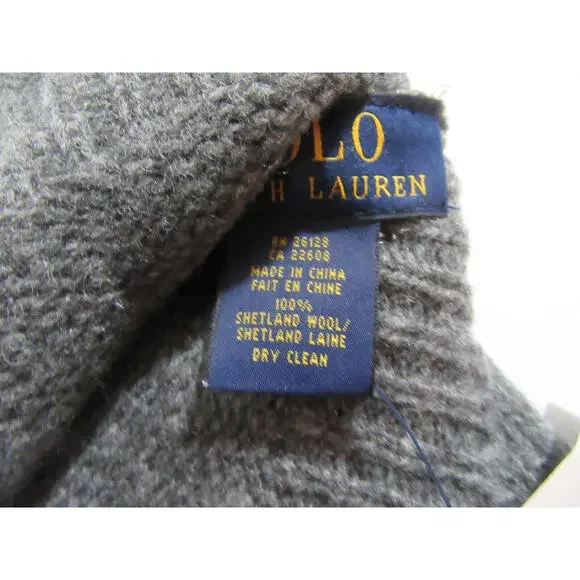 OLO
H LAUREN
RN 26128
CA 22608
MADE IN CHINA
FAIT EN CHINE
100%
SHETLAND WOOL/
SHETLAND LAINE
DRY CLEAN